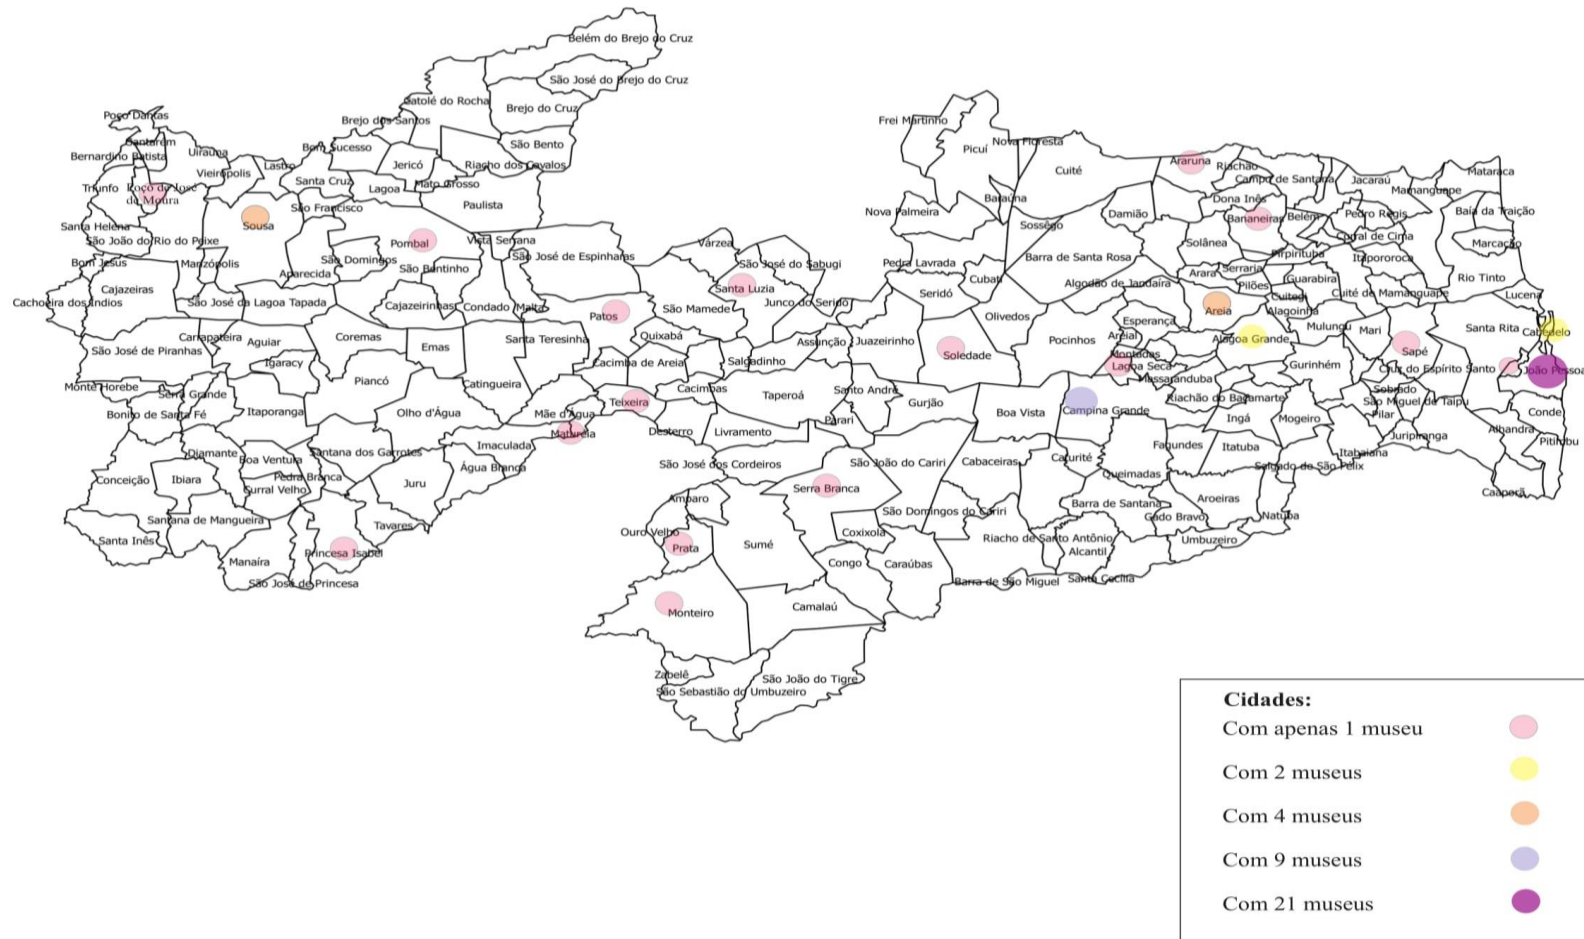 Belém do Brejo do Cruz
São José do Brejo do Cruz
Catolé do Rocha
Brejo do Cruz
Poço Dantas
Brejo dos Santos
Frei Martinho
Santarém
Bernardino Batista
Uiraúna
Bom Sucesso
São Bento
Nova Floresta
Picuí
Lastro
Jericó
Riacho dos Cavalos
Cuité
Araruna
Riachão
Vieirópolis
Santa Cruz
Mato Grosso
Campo de Santana
Jacaraú
Mataraca
Triunfo
Poço de José
de Moura
Lagoa
Mamanguape
Paulista
Baraúna
Dona Inês
São Francisco
Nova Palmeira
Damião
Bananeiras
Belém
Pedro Régis
Baía da Traição
Santa Helena
Sousa
Sossêgo
São João do Rio do Peixe
Pombal
Vista Serrana
Várzea
Solânea
Curral de Cima
Marcação
Bom Jesus
Marizópolis
São Domingos
São Bentinho
São José de Espinharas
São José do Sabugi
Pedra Lavrada
Barra de Santa Rosa
Pirpirituba
Itapororoca
Aparecida
Arara
Serraria
Cajazeiras
Santa Luzia
Cubati
Algodão de Jandaíra
Pilões
Guarabira
Rio Tinto
Cachoeira dos Índios
São José da Lagoa Tapada
Cajazeirinhas
Condado
Malta
Patos
São Mamede
Junco do Seridó
Seridó
Areia
Cuitegi
Cuité de Mamanguape
Lucena
Olivedos
Esperança
Alagoinha
Carrapateira
Aguiar
Coremas
Emas
Santa Teresinha
Quixabá
Assunção
Juazeirinho
Pocinhos
Areial
Alagoa Grande
Mulungu
Mari
Santa Rita
Cabedelo
São José de Piranhas
Igaracy
Cacimba de Areia
Salgadinho
Soledade
Montadas
Lagoa Seca
Gurinhém
Sapé
Cruz do Espírito Santo
João Pessoa
Monte Horebe
Serra Grande
Piancó
Catingueira
Cacimbas
Taperoá
Santo André
Massaranduba
Sobrado
Bonito de Santa Fé
Itaporanga
Olho d'Água
Mãe d'Água
Teixeira
Gurjão
Boa Vista
Campina Grande
Riachão do Bacamarte
São Miguel de Taipu
Conde
Parari
Ingá
Mogeiro
Pilar
Maturéia
Desterro
Livramento
Juripiranga
Alhandra
Pitimbu
Diamante
Boa Ventura
Santana dos Garrotes
Imaculada
Fagundes
Itatuba
Itabaiana
Conceição
Ibiara
Pedra Branca
Curral Velho
Juru
Água Branca
São José dos Cordeiros
São João do Cariri
Cabaceiras
Caturité
Queimadas
Salgado de São Félix
Caaporã
Serra Branca
Amparo
Barra de Santana
Aroeiras
Santana de Mangueira
Tavares
São Domingos do Cariri
Gado Bravo
Natuba
Santa Inês
Ouro Velho
Coxixola
Princesa Isabel
Prata
Sumé
Riacho de Santo Antônio
Alcantil
Umbuzeiro
Manaíra
Congo
Caraúbas
São José de Princesa
Barra de São Miguel
Santa Cecília
Monteiro
Camalaú
Zabelê
São João do Tigre
São Sebastião do Umbuzeiro
Cidades:
Com apenas 1 museu
Com 2 museus
Com 4 museus
Com 9 museus
Com 21 museus